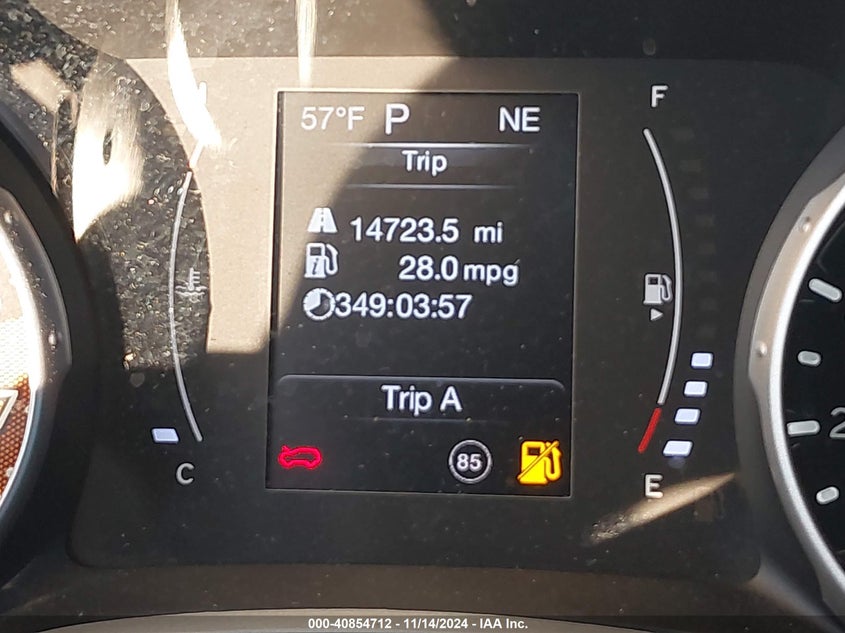 57°F P NE
Trip
14723.5 mi
28.0 mpg
349:03:57
Trip A
85
F
E
C
2
000-40854712 - 11/14/2024 - IAA Inc.